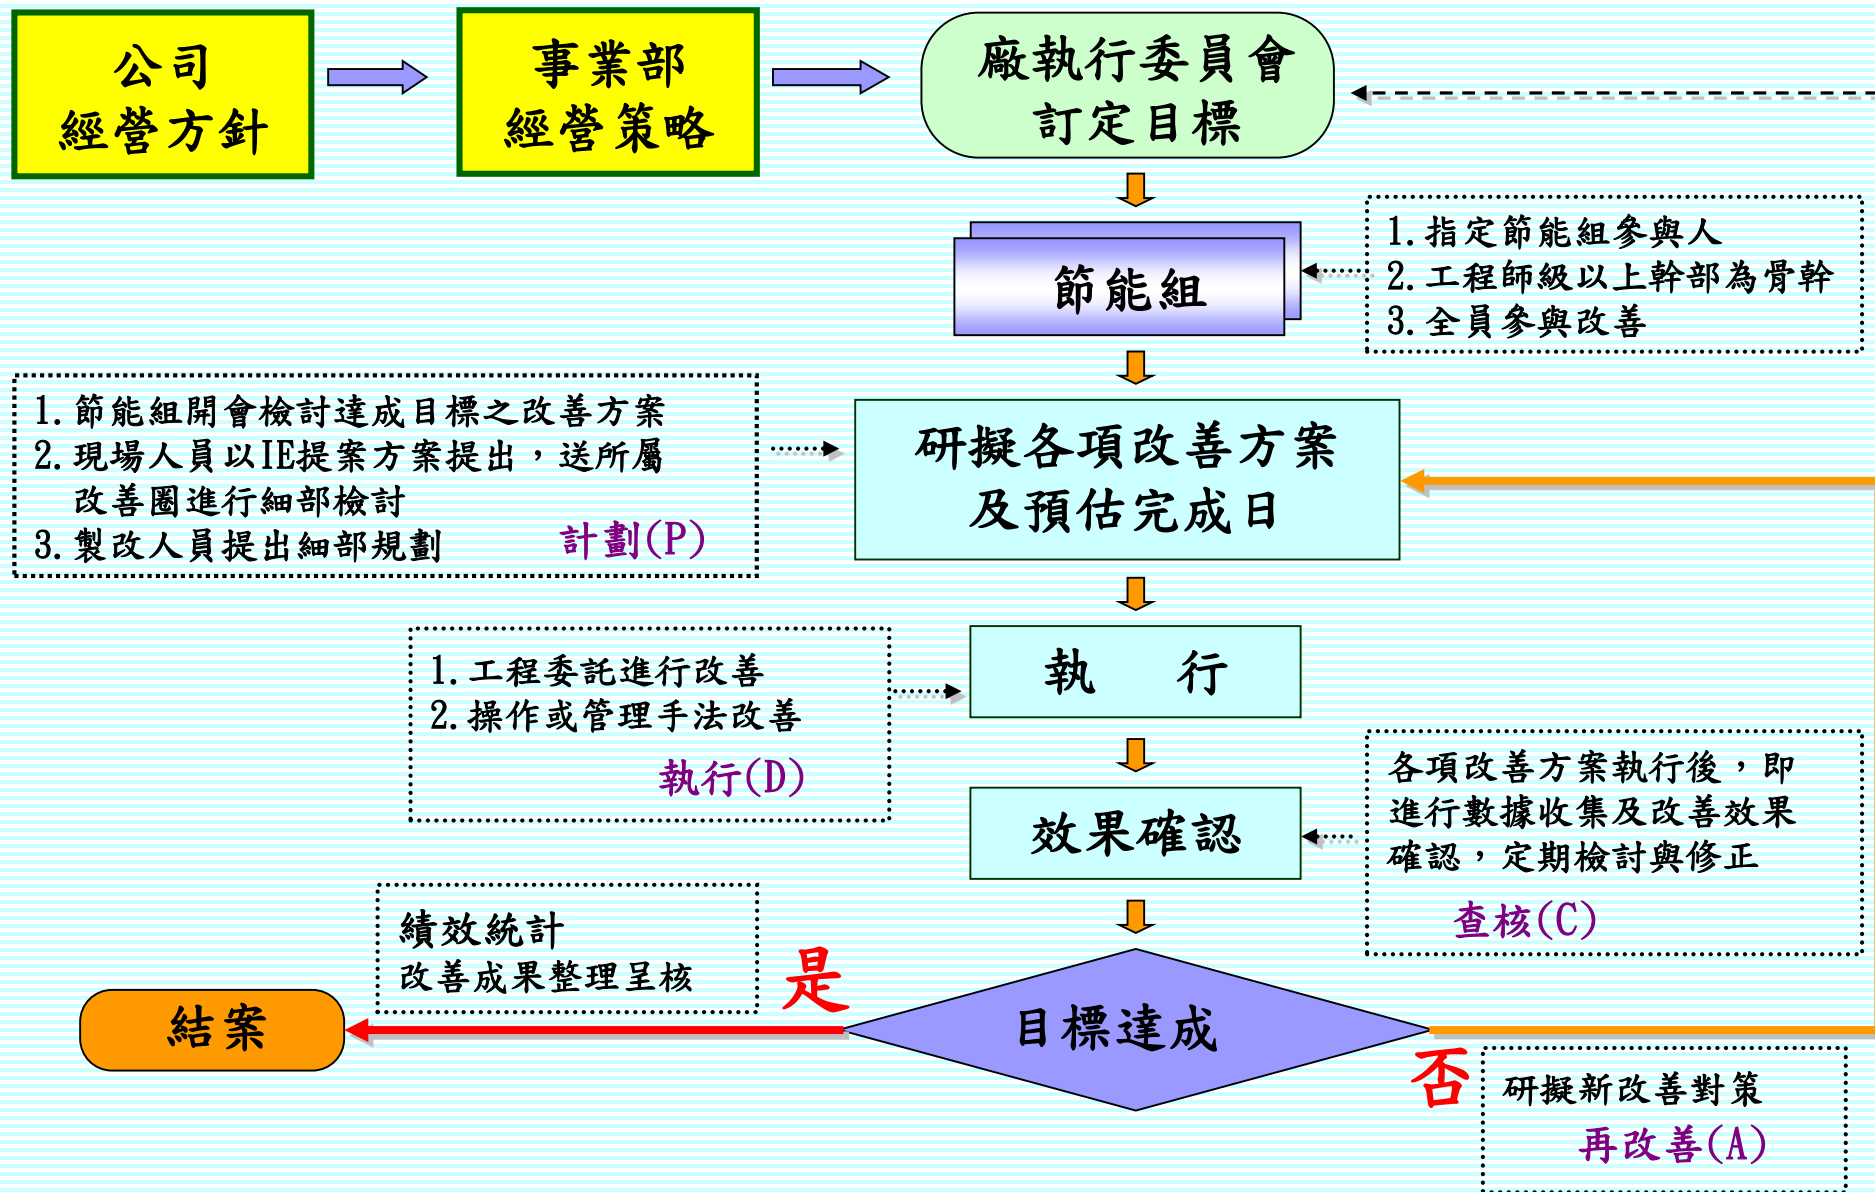 公司
經營方針
事業部
經營策略
廠執行委員會
訂定目標
節能組
1.指定節能組參與人
2.工程師級以上幹部為骨幹
3.全員參與改善
1.節能組開會檢討達成目標之改善方案
2.現場人員以IE提案方案提出，送所屬
改善圈進行細部檢討
3.製改人員提出細部規劃
計劃(P)
研擬各項改善方案
及預估完成日
1.工程委託進行改善
2.操作或管理手法改善
執行(D)
執　行
各項改善方案執行後，即
進行數據收集及改善效果
確認，定期檢討與修正
查核(C)
效果確認
績效統計
改善成果整理呈核
是
結案
目標達成
否
研擬新改善對策
再改善(A)